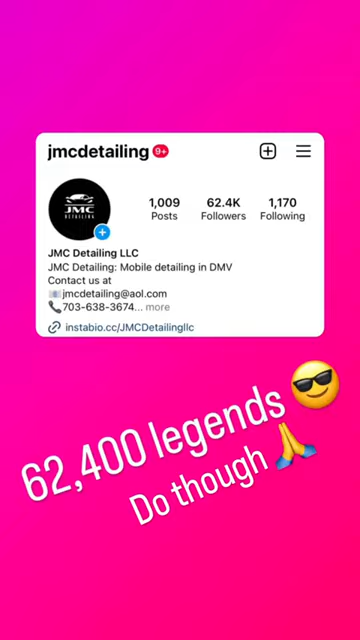 jmcdetailing 9+
JMC
DETAILING
1,009 62.4K 1,170
Posts Followers Following
JMC Detailing LLC
JMC Detailing: Mobile detailing in DMV
Contact us at
📧jmcdetailing@aol.com
📞703-638-3674... more
instabio.cc/JMCDetailingllc
62,400 legends 😎
Do though 🙏